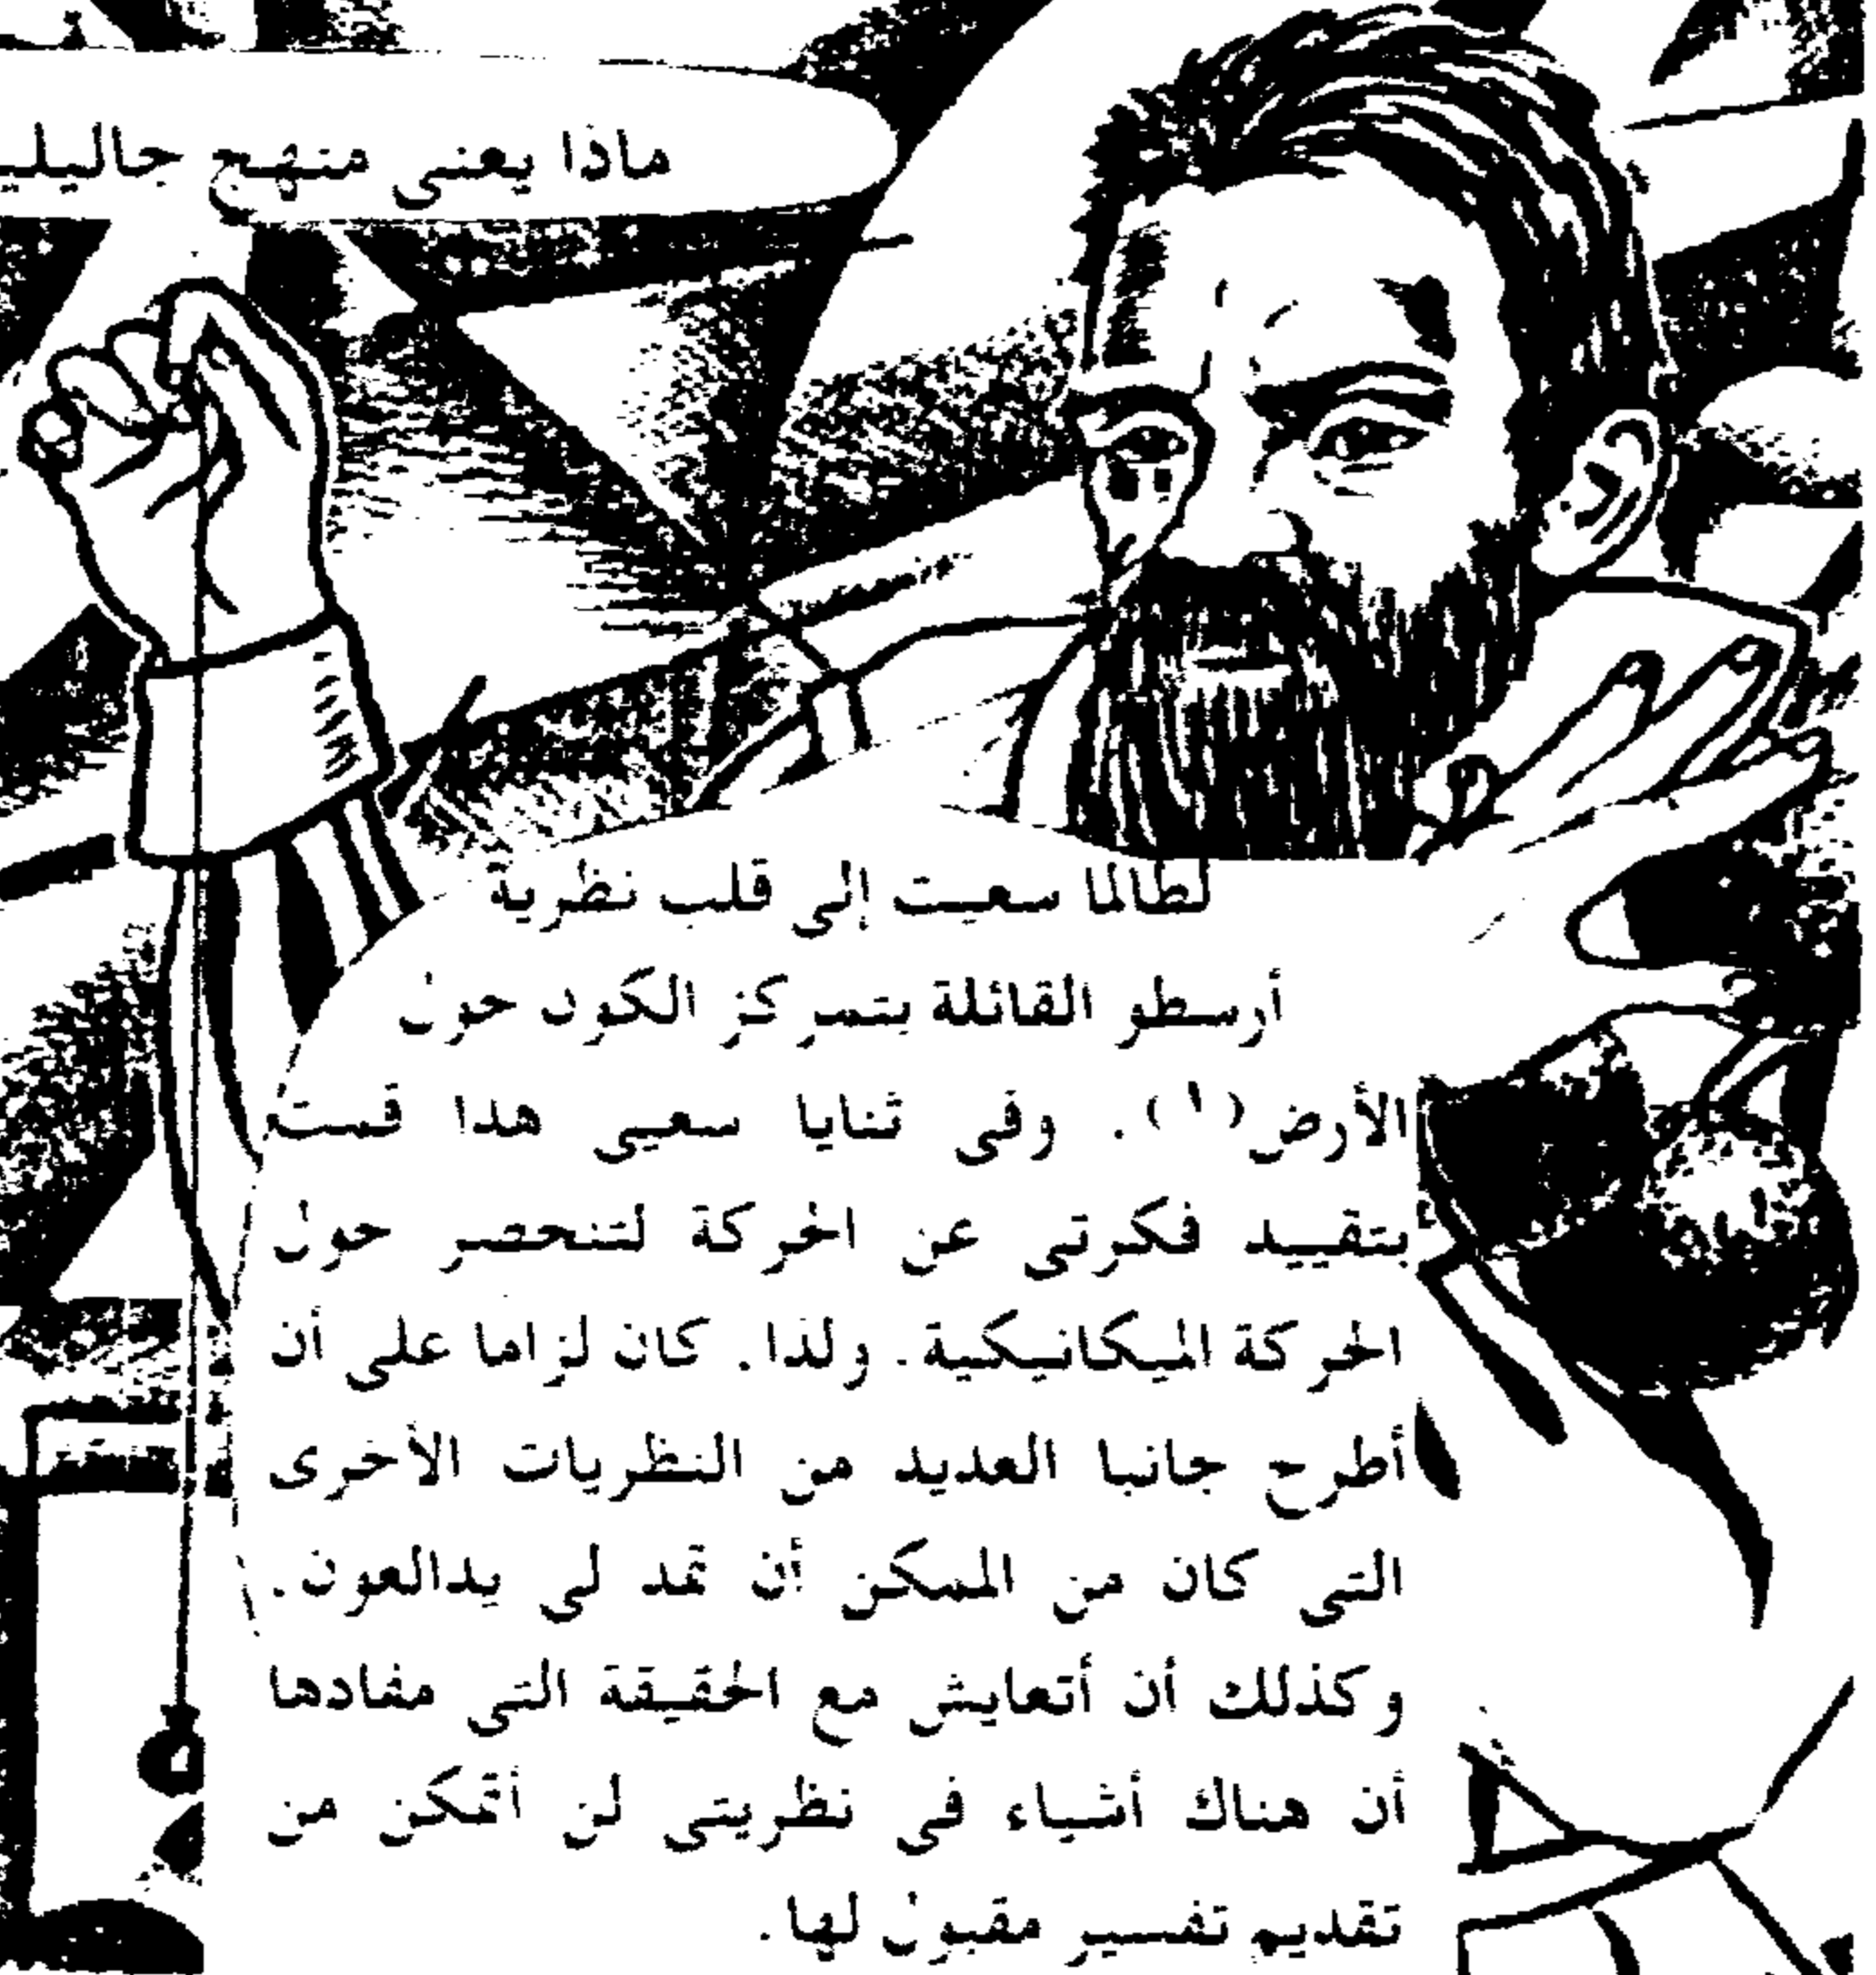 ماذا يعنى منهج جاليلي
لطالما سعيت إلى قلب نظرية
أرسطو القائلة بتمركز الكون حول
الأرض(١). وفى ثنايا سعيى هذا قمت
بتقييد فكرتى عن الحركة لتنحصر حول
الحركة الميكانيكية. ولذا. كان لزاما على أن
أطرح جانبا العديد من النظريات الأخرى
التى كان من الممكن أن تمد لى يدالعون.
وكذلك أن أتعايش مع الحقيقة التى مفادها
أن هناك أشياء فى نظريتى لن أتمكن من
تقديم تفسير مقبول لها.